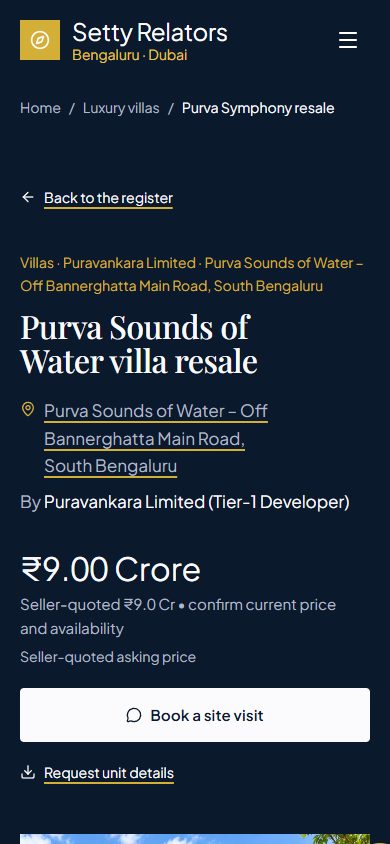 Setty Relators
Bengaluru · Dubai
Home / Luxury villas / Purva Symphony resale
Back to the register
Villas · Puravankara Limited · Purva Sounds of Water –
Off Bannerghatta Main Road, South Bengaluru
Purva Sounds of
Water villa resale
Purva Sounds of Water – Off
Bannerghatta Main Road,
South Bengaluru
By Puravankara Limited (Tier-1 Developer)
₹9.00 Crore
Seller-quoted ₹9.0 Cr • confirm current price
and availability
Seller-quoted asking price
Book a site visit
Request unit details